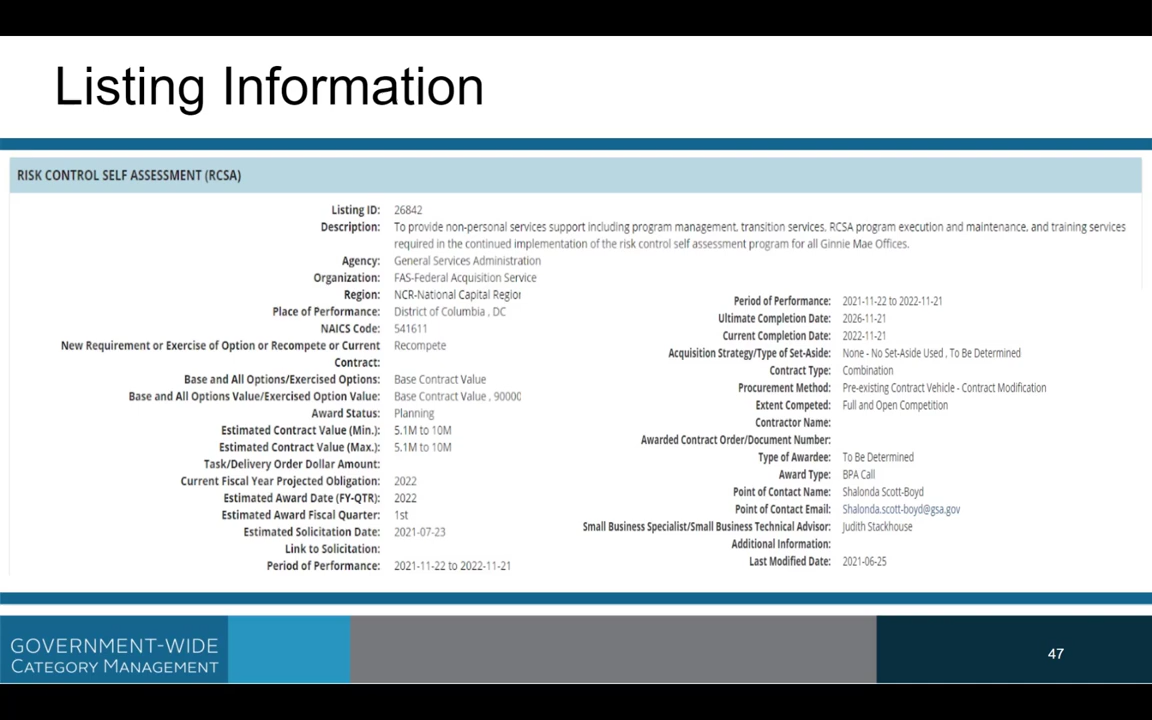 Listing Information
RISK CONTROL SELF ASSESSMENT (RCSA)
Listing ID: 26842
Description: To provide non-personal services support including program management, transition services, RCSA program execution and maintenance, and training services
required in the continued implementation of the risk control self assessment program for all Ginnie Mae Offices.
Agency: General Services Administration
Organization: FAS-Federal Acquisition Service
Region: NCR-National Capital Region
Place of Performance: District of Columbia , DC
NAICS Code: 541611
New Requirement or Exercise of Option or Recompete or Current Recompete
Contract:
Base and All Options/Exercised Options: Base Contract Value
Base and All Options Value/Exercised Option Value: Base Contract Value , 90000
Award Status: Planning
Estimated Contract Value (Min.): 5.1M to 10M
Estimated Contract Value (Max.): 5.1M to 10M
Task/Delivery Order Dollar Amount:
Current Fiscal Year Projected Obligation: 2022
Estimated Award Date (FY-QTR): 2022
Estimated Award Fiscal Quarter: 1st
Estimated Solicitation Date: 2021-07-23
Link to Solicitation:
Period of Performance: 2021-11-22 to 2022-11-21
Period of Performance: 2021-11-22 to 2022-11-21
Ultimate Completion Date: 2026-11-21
Current Completion Date: 2022-11-21
Acquisition Strategy/Type of Set-Aside: None - No Set-Aside Used , To Be Determined
Contract Type: Combination
Procurement Method: Pre-existing Contract Vehicle - Contract Modification
Extent Competed: Full and Open Competition
Contractor Name:
Awarded Contract Order/Document Number:
Type of Awardee: To Be Determined
Award Type: BPA Call
Point of Contact Name: Shalonda Scott-Boyd
Point of Contact Email: Shalonda.scott-boyd@gsa.gov
Small Business Specialist/Small Business Technical Advisor: Judith Stackhouse
Additional Information:
Last Modified Date: 2021-06-25
GOVERNMENT-WIDE
CATEGORY MANAGEMENT
47